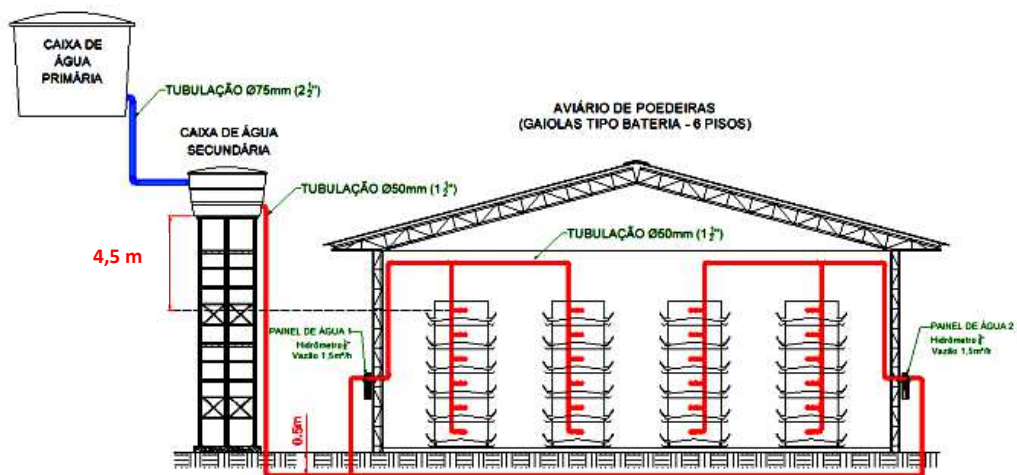 CAIXA DE
ÁGUA
PRIMÁRIA
TUBULAÇÃO Ø75mm (2½")
CAIXA DE ÁGUA
SECUNDÁRIA
TUBULAÇÃO Ø50mm (1½")
4,5 m
AVIÁRIO DE POEDEIRAS
(GAIOLAS TIPO BATERIA - 6 PISOS)
TUBULAÇÃO Ø50mm (1½")
PAINEL DE ÁGUA 1
Hidrômetro
Vazão 1,5m³/h
PAINEL DE ÁGUA 2
Hidrômetro
Vazão 1,5m³/h
0.5m